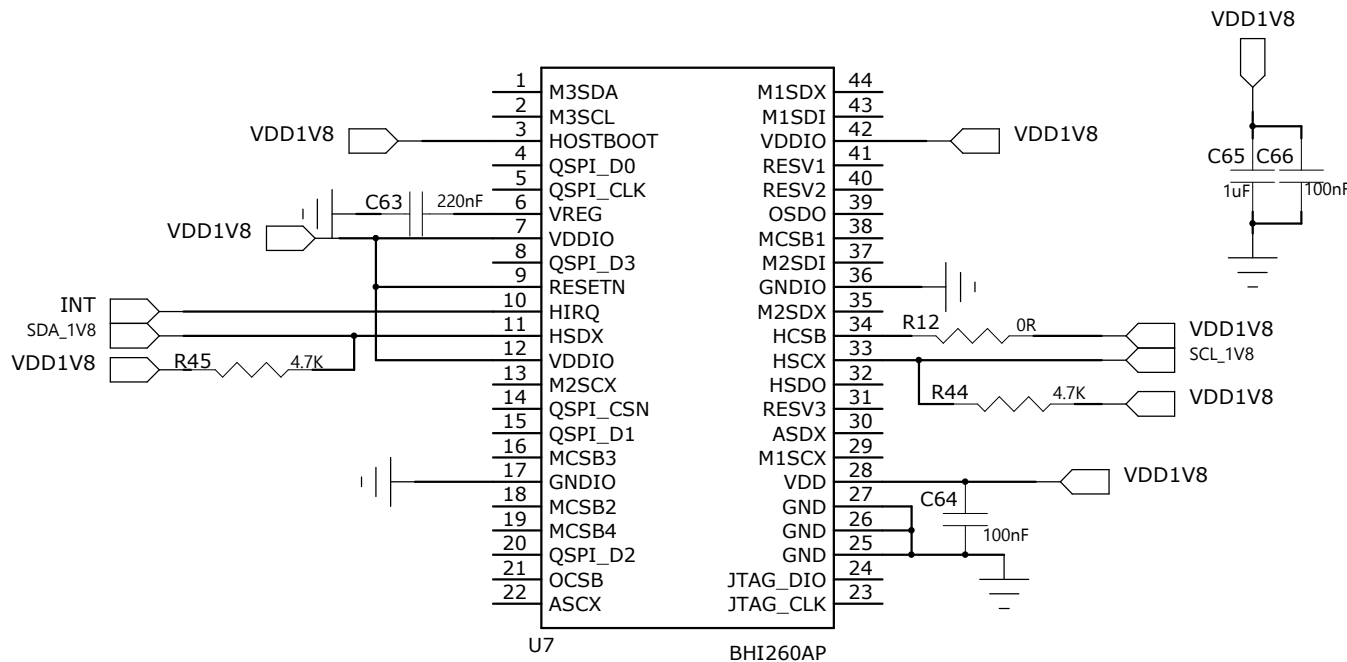 VDD1V8
1 M3SDA M1SDX 44
2 M3SCL M1SDI 43
VDD1V8 3 HOSTBOOT VDDIO 42 VDD1V8
4 QSPI_D0 RESV1 41
C65 C66
5 QSPI_CLK RESV2 40
1uF 100nF
C63 220nF 6 VREG OSDO 39
VDD1V8 7 VDDIO MCSB1 38
8 QSPI_D3 M2SDI 37
9 RESETN GNDIO 36
INT 10 HIRQ M2SDX 35
SDA_1V8 11 HSDX HCSB 34 R12 0R VDD1V8
VDD1V8 R45 4.7K 12 VDDIO HSCX 33 SCL_1V8
13 M2SCX HSDO 32
14 QSPI_CSN RESV3 31 R44 4.7K VDD1V8
15 QSPI_D1 ASDX 30
16 MCSB3 M1SCX 29
17 GNDIO VDD 28 VDD1V8
18 MCSB2 GND 27 C64
19 MCSB4 GND 26 100nF
20 QSPI_D2 GND 25
21 OCSB JTAG_DIO 24
22 ASCX JTAG_CLK 23
U7 BHI260AP